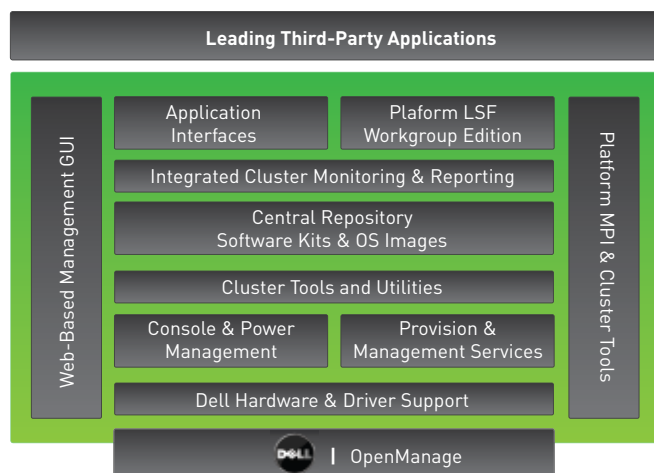 Leading Third-Party Applications
Web-Based Management GUI
Application
Interfaces
Plaform LSF
Workgroup Edition
Integrated Cluster Monitoring & Reporting
Central Repository
Software Kits & OS Images
Cluster Tools and Utilities
Console & Power
Management
Provision &
Management Services
Dell Hardware & Driver Support
Platform MPI & Cluster Tools
DELL | OpenManage